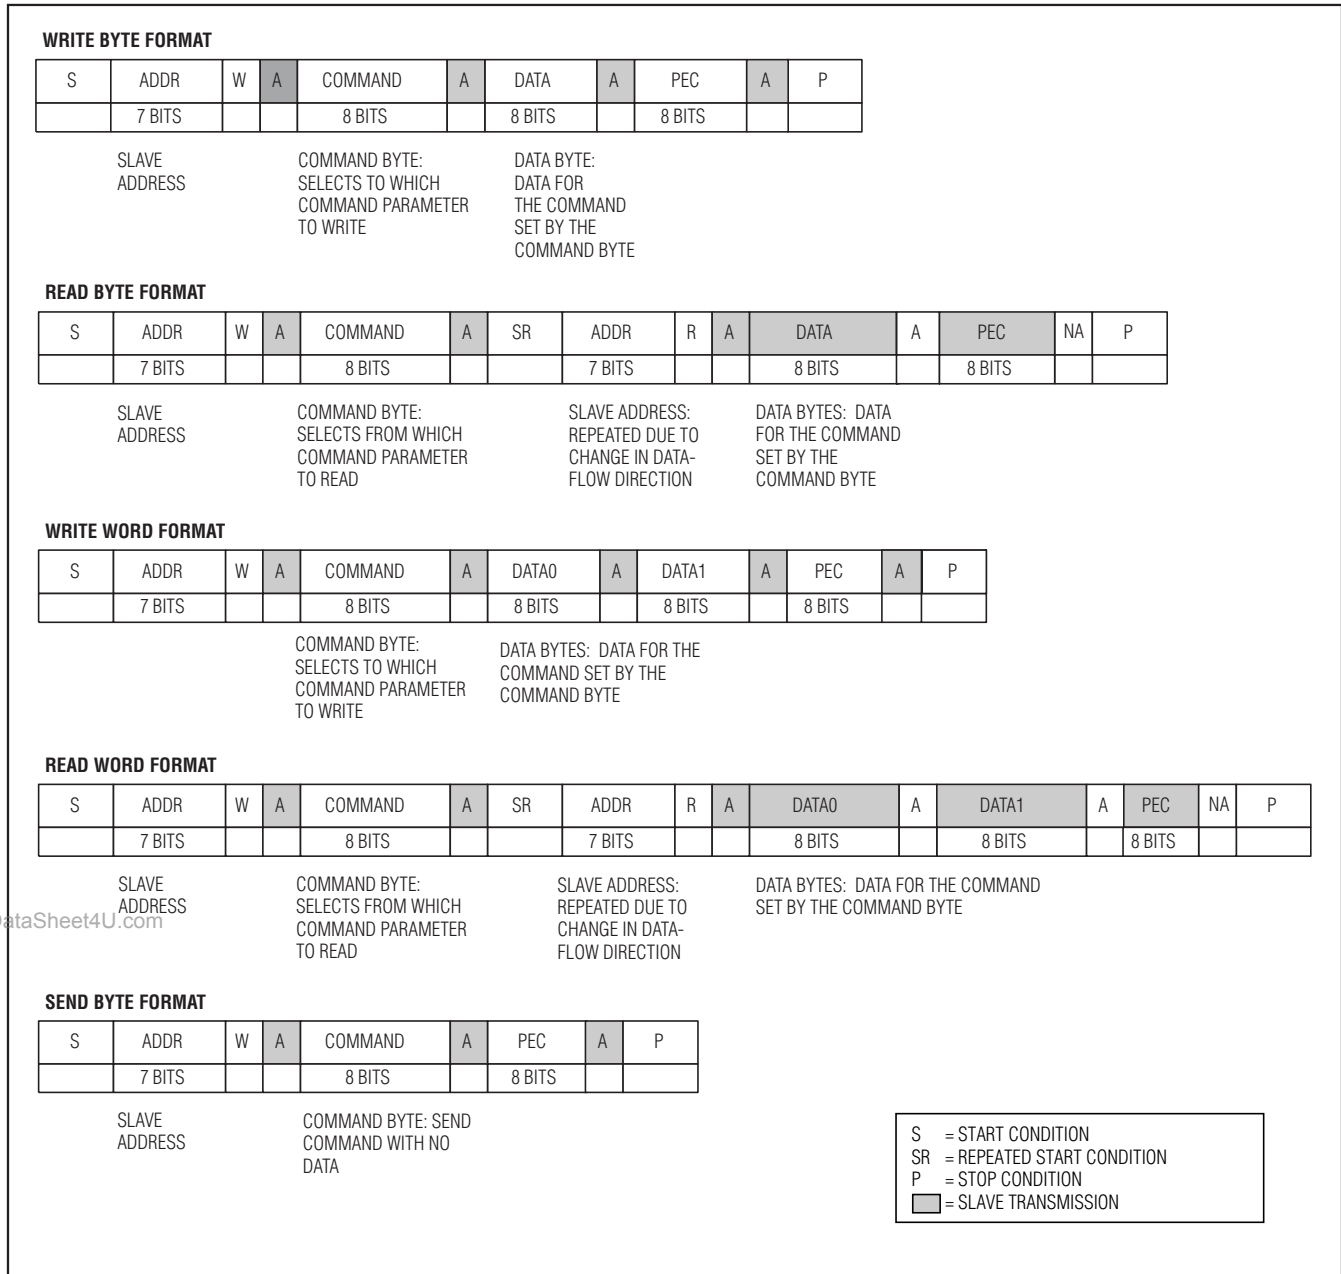 WRITE BYTE FORMAT
S ADDR W A COMMAND A DATA A PEC A P
7 BITS 8 BITS 8 BITS 8 BITS
SLAVE
ADDRESS
COMMAND BYTE:
SELECTS TO WHICH
COMMAND PARAMETER
TO WRITE
DATA BYTE:
DATA FOR
THE COMMAND
SET BY THE
COMMAND BYTE
READ BYTE FORMAT
S ADDR W A COMMAND A SR ADDR R A DATA A PEC NA P
7 BITS 8 BITS 7 BITS 8 BITS 8 BITS
SLAVE
ADDRESS
COMMAND BYTE:
SELECTS FROM WHICH
COMMAND PARAMETER
TO READ
SLAVE ADDRESS:
REPEATED DUE TO
CHANGE IN DATA-
FLOW DIRECTION
DATA BYTES: DATA
FOR THE COMMAND
SET BY THE
COMMAND BYTE
WRITE WORD FORMAT
S ADDR W A COMMAND A DATA0 A DATA1 A PEC A P
7 BITS 8 BITS 8 BITS 8 BITS 8 BITS
COMMAND BYTE:
SELECTS TO WHICH
COMMAND PARAMETER
TO WRITE
DATA BYTES: DATA FOR THE
COMMAND SET BY THE
COMMAND BYTE
READ WORD FORMAT
S ADDR W A COMMAND A SR ADDR R A DATA0 A DATA1 A PEC NA P
7 BITS 8 BITS 7 BITS 8 BITS 8 BITS 8 BITS
SLAVE
ADDRESS
COMMAND BYTE:
SELECTS FROM WHICH
COMMAND PARAMETER
TO READ
SLAVE ADDRESS:
REPEATED DUE TO
CHANGE IN DATA-
FLOW DIRECTION
DATA BYTES: DATA FOR THE COMMAND
SET BY THE COMMAND BYTE
ataSheet4U.com
SEND BYTE FORMAT
S ADDR W A COMMAND A PEC A P
7 BITS 8 BITS 8 BITS
SLAVE
ADDRESS
COMMAND BYTE: SEND
COMMAND WITH NO
DATA
S = START CONDITION
SR = REPEATED START CONDITION
P = STOP CONDITION
= SLAVE TRANSMISSION